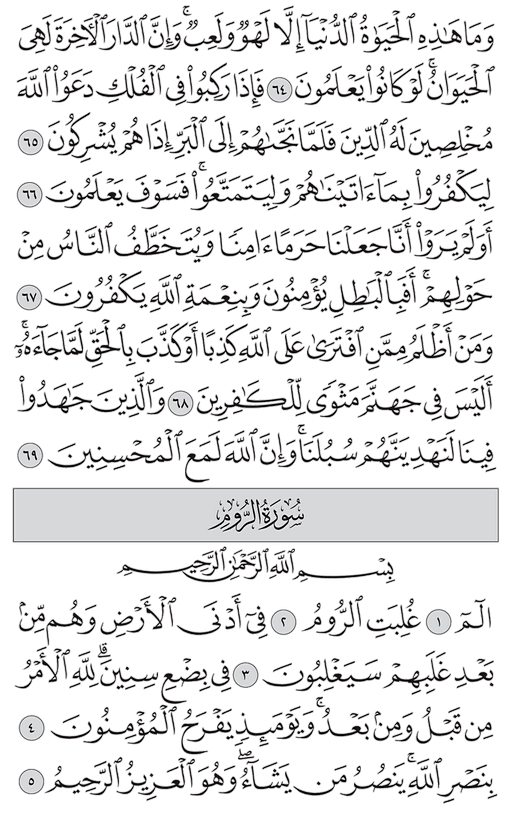 وَمَا هَٰذِهِ ٱلْحَيَوٰةُ ٱلدُّنْيَآ إِلَّا لَهْوٌ وَلَعِبٌ ۚ وَإِنَّ ٱلدَّارَ ٱلْءَاخِرَةَ لَهِىَ
ٱلْحَيَوَانُ ۚ لَوْ كَانُوا۟ يَعْلَمُونَ ٦٤ فَإِذَا رَكِبُوا۟ فِى ٱلْفُلْكِ دَعَوُا۟ ٱللَّهَ
مُخْلِصِينَ لَهُ ٱلدِّينَ فَلَمَّا نَجَّىٰهُمْ إِلَى ٱلْبَرِّ إِذَا هُمْ يُشْرِكُونَ ٦٥
لِيَكْفُرُوا۟ بِمَآ ءَاتَيْنَٰهُمْ وَلِيَتَمَتَّعُوا۟ ۚ فَسَوْفَ يَعْلَمُونَ ٦٦
أَوَلَمْ يَرَوْا۟ أَنَّا جَعَلْنَا حَرَمًا ءَامِنًا وَيُتَخَطَّفُ ٱلنَّاسُ مِنْ
حَوْلِهِمْ ۚ أَفَبِٱلْبَٰطِلِ يُؤْمِنُونَ وَبِنِعْمَةِ ٱللَّهِ يَكْفُرُونَ ٦٧
وَمَنْ أَظْلَمُ مِمَّنِ ٱفْتَرَىٰ عَلَى ٱللَّهِ كَذِبًا أَوْ كَذَّبَ بِٱلْحَقِّ لَمَّا جَآءَهُۥٓ ۚ
أَلَيْسَ فِى جَهَنَّمَ مَثْوًى لِّلْكَٰفِرِينَ ٦٨ وَٱلَّذِينَ جَٰهَدُوا۟
فِينَا لَنَهْدِيَنَّهُمْ سُبُلَنَا ۚ وَإِنَّ ٱللَّهَ لَمَعَ ٱلْمُحْسِنِينَ ٦٩
سُورَةُ الرُّومِ
بِسْمِ ٱللَّهِ ٱلرَّحْمَٰنِ ٱلرَّحِيمِ
الٓمٓ ١ غُلِبَتِ ٱلرُّومُ ٢ فِىٓ أَدْنَى ٱلْأَرْضِ وَهُم مِّنۢ
بَعْدِ غَلَبِهِمْ سَيَغْلِبُونَ ٣ فِى بِضْعِ سِنِينَ ۗ لِلَّهِ ٱلْأَمْرُ
مِن قَبْلُ وَمِنۢ بَعْدُ ۚ وَيَوْمَئِذٍ يَفْرَحُ ٱلْمُؤْمِنُونَ ٤
بِنَصْرِ ٱللَّهِ ۚ يَنصُرُ مَن يَشَآءُ ۖ وَهُوَ ٱلْعَزِيزُ ٱلرَّحِيمُ ٥